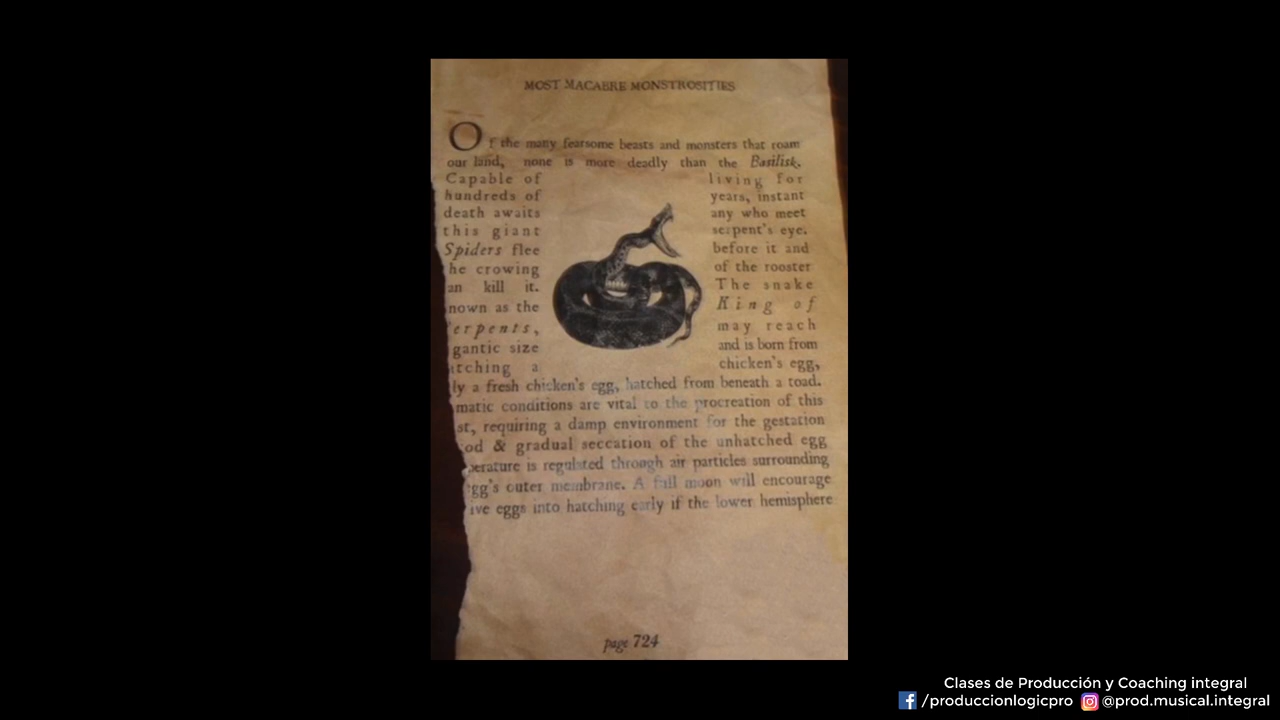 MOST MACABRE MONSTROSITIES
Of the many fearsome beasts and monsters that roam
our land, none is more deadly than the Basilisk.
Capable of living for
hundreds of years, instant
death awaits any who meet
this giant serpent's eye.
Spiders flee before it and
he crowing of the rooster
an kill it. The snake
nown as the King of
erpents, may reach
gantic size and is born from
tching a chicken's egg,
ly a fresh chicken's egg, hatched from beneath a toad.
matic conditions are vital to the procreation of this
st, requiring a damp environment for the gestation
od & gradual seccation of the unhatched egg
perature is regulated through air particles surrounding
gg's outer membrane. A full moon will encourage
ive eggs into hatching early if the lower hemisphere
page 724
Clases de Producción y Coaching integral
/produccionlogicpro @prod.musical.integral